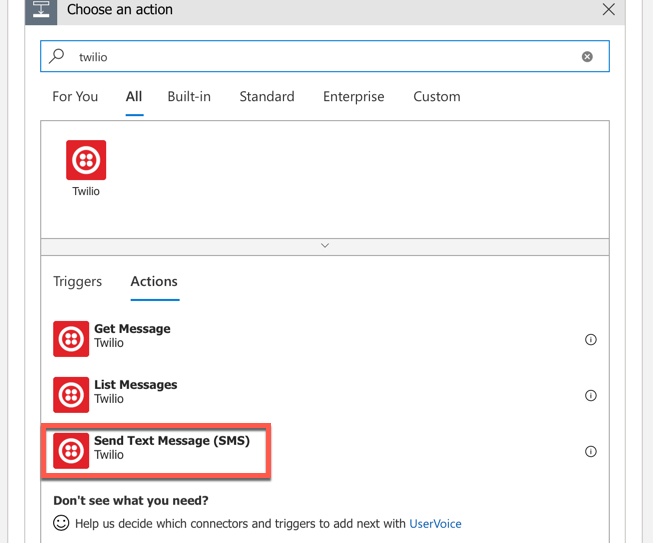 Choose an action
twilio
For You All Built-in Standard Enterprise Custom
Twilio
Triggers Actions
Get Message
Twilio
List Messages
Twilio
Send Text Message (SMS)
Twilio
Don't see what you need?
Help us decide which connectors and triggers to add next with UserVoice